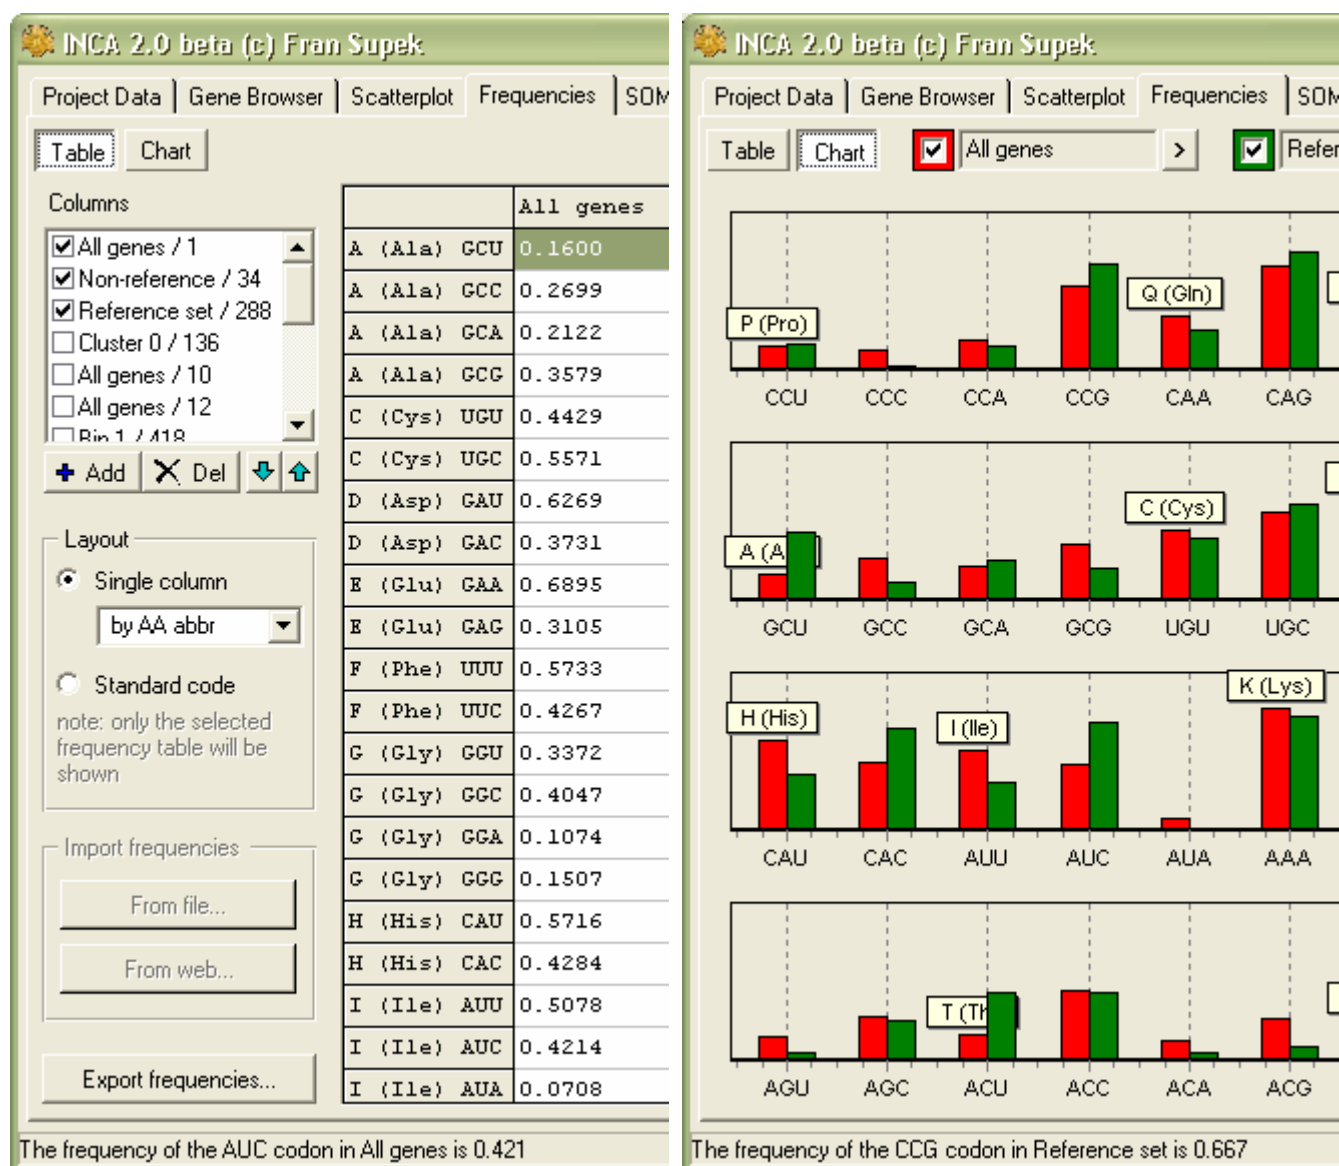 INCA 2.0 beta (c) Fran Supek
Project Data Gene Browser Scatterplot Frequencies SOM
Table Chart
Columns
All genes / 1
Non-reference / 34
Reference set / 288
Cluster 0 / 136
All genes / 10
All genes / 12
Bin 1 / 418
Add Del
Layout
Single column
by AA abbr
Standard code
note: only the selected
frequency table will be
shown
Import frequencies
From file...
From web...
Export frequencies...
All genes
A (Ala) GCU 0.1600
A (Ala) GCC 0.2699
A (Ala) GCA 0.2122
A (Ala) GCG 0.3579
C (Cys) UGU 0.4429
C (Cys) UGC 0.5571
D (Asp) GAU 0.6269
D (Asp) GAC 0.3731
E (Glu) GAA 0.6895
E (Glu) GAG 0.3105
F (Phe) UUU 0.5733
F (Phe) UUC 0.4267
G (Gly) GGU 0.3372
G (Gly) GGC 0.4047
G (Gly) GGA 0.1074
G (Gly) GGG 0.1507
H (His) CAU 0.5716
H (His) CAC 0.4284
I (Ile) AUU 0.5078
I (Ile) AUC 0.4214
I (Ile) AUA 0.0708
The frequency of the AUC codon in All genes is 0.421
INCA 2.0 beta (c) Fran Supek
Project Data Gene Browser Scatterplot Frequencies SOM
Table Chart All genes > Refer
P (Pro) Q (Gln)
CCU CCC CCA CCG CAA CAG
A (A C (Cys)
GCU GCC GCA GCG UGU UGC
H (His) I (Ile) K (Lys)
CAU CAC AUU AUC AUA AAA
T (Th
AGU AGC ACU ACC ACA ACG
The frequency of the CCG codon in Reference set is 0.667